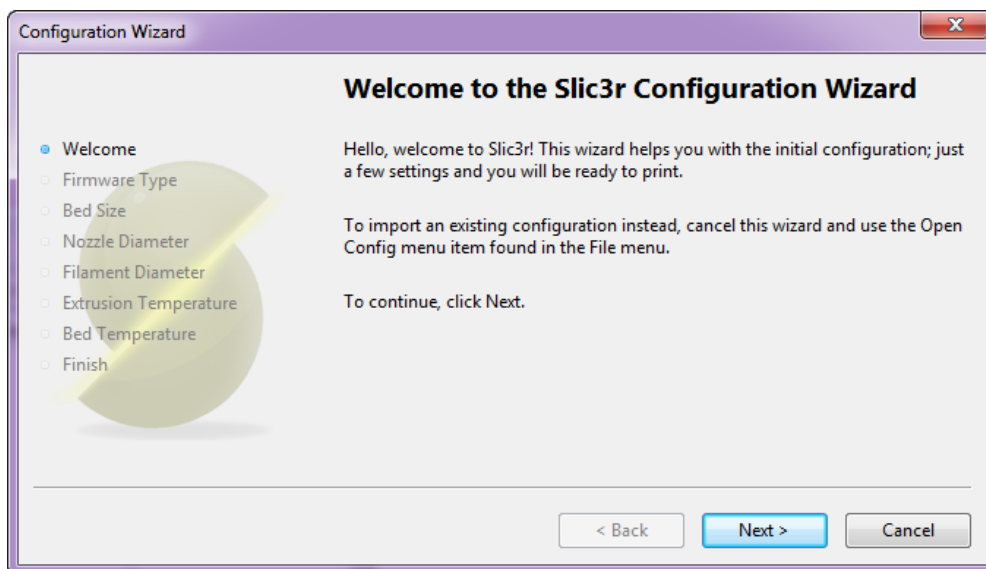 Configuration Wizard
Welcome to the Slic3r Configuration Wizard
Welcome
Firmware Type
Bed Size
Nozzle Diameter
Filament Diameter
Extrusion Temperature
Bed Temperature
Finish
Hello, welcome to Slic3r! This wizard helps you with the initial configuration; just
a few settings and you will be ready to print.
To import an existing configuration instead, cancel this wizard and use the Open
Config menu item found in the File menu.
To continue, click Next.
< Back
Next >
Cancel